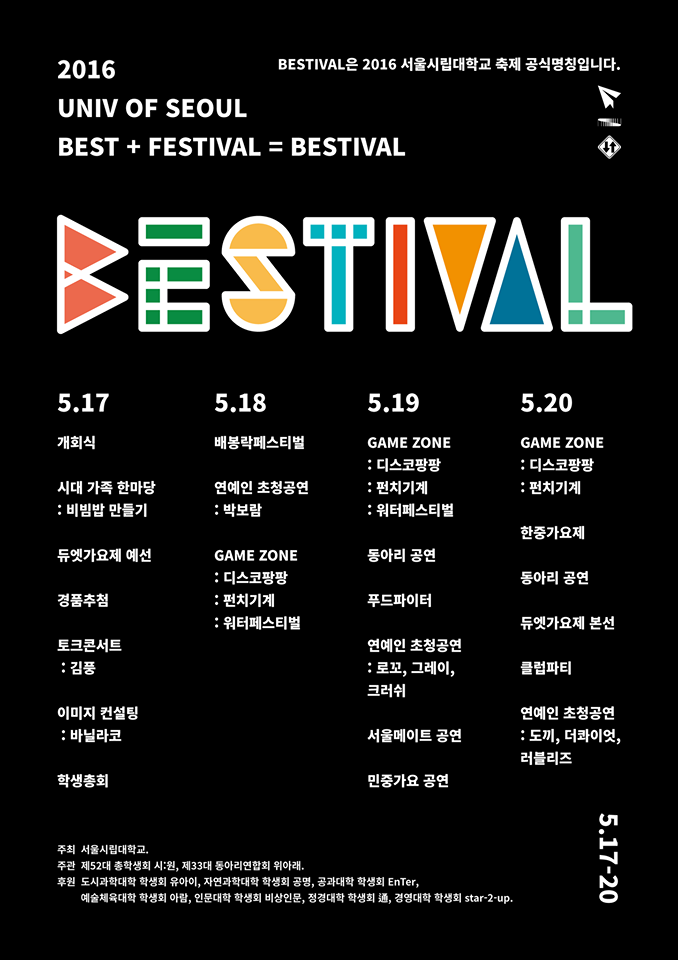 2016
UNIV OF SEOUL
BEST + FESTIVAL = BESTIVAL
BESTIVAL은 2016 서울시립대학교 축제 공식명칭입니다.
BESTIVAL
5.17
개회식
시대 가족 한마당
: 비빔밥 만들기
듀엣가요제 예선
경품추첨
토크콘서트
: 김풍
이미지 컨설팅
: 바닐라코
학생총회
5.18
배봉락페스티벌
연예인 초청공연
: 박보람
GAME ZONE
: 디스코팡팡
: 펀치기계
: 워터페스티벌
5.19
GAME ZONE
: 디스코팡팡
: 펀치기계
: 워터페스티벌
동아리 공연
푸드파이터
연예인 초청공연
: 로꼬, 그레이,
크러쉬
서울메이트 공연
민중가요 공연
5.20
GAME ZONE
: 디스코팡팡
: 펀치기계
한중가요제
동아리 공연
듀엣가요제 본선
클럽파티
연예인 초청공연
: 도끼, 더콰이엇,
러블리즈
5.17-20
주최 서울시립대학교.
주관 제52대 총학생회 시:원, 제33대 동아리연합회 위아래.
후원 도시과학대학 학생회 유아이, 자연과학대학 학생회 공명, 공과대학 학생회 EnTer,
예술체육대학 학생회 아람, 인문대학 학생회 비상인문, 정경대학 학생회 通, 경영대학 학생회 star-2-up.